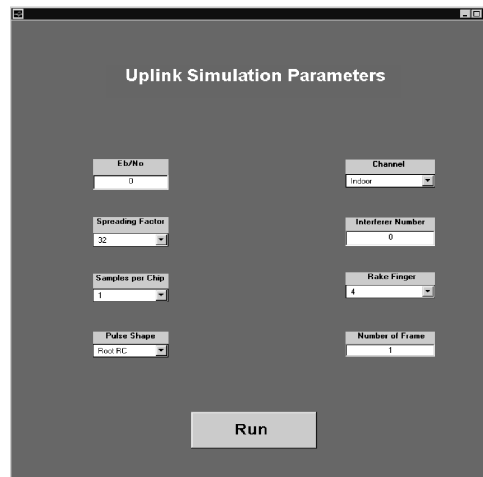 Uplink Simulation Parameters
Eb/No
0
Channel
Indoor
Spreading Factor
32
Interferer Number
0
Samples per Chip
1
Rake Finger
4
Pulse Shape
Root RC
Number of Frame
1
Run